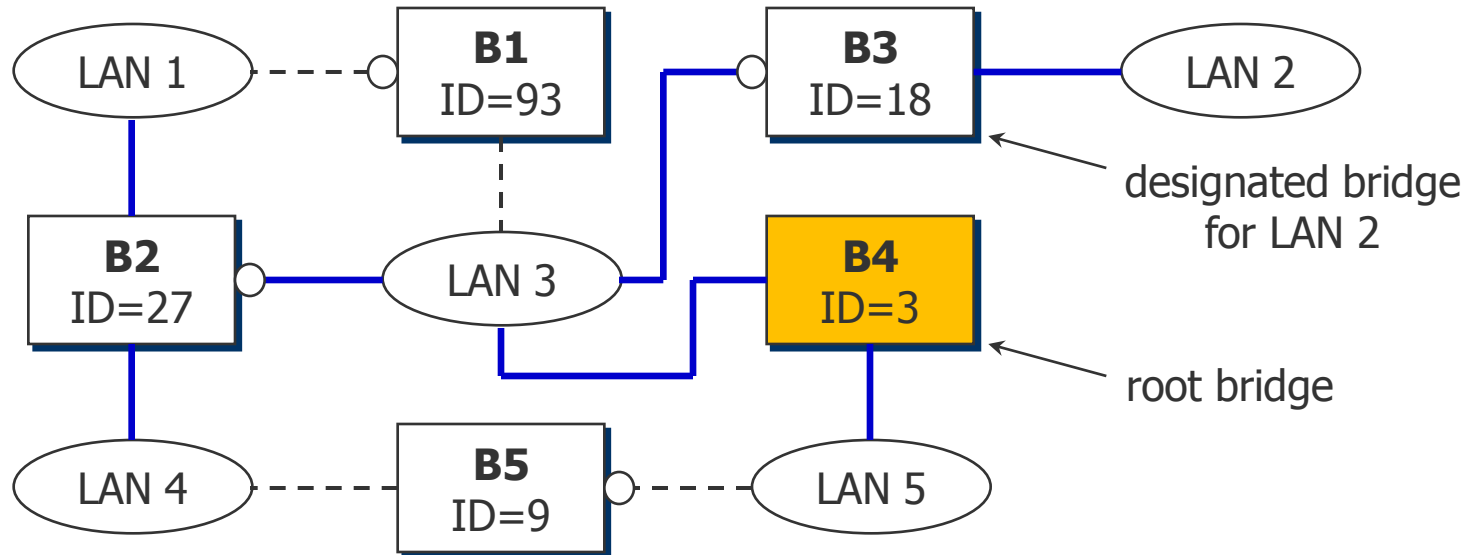 LAN 1
B1
ID=93
B3
ID=18
LAN 2
designated bridge
for LAN 2
B2
ID=27
LAN 3
B4
ID=3
root bridge
LAN 4
B5
ID=9
LAN 5